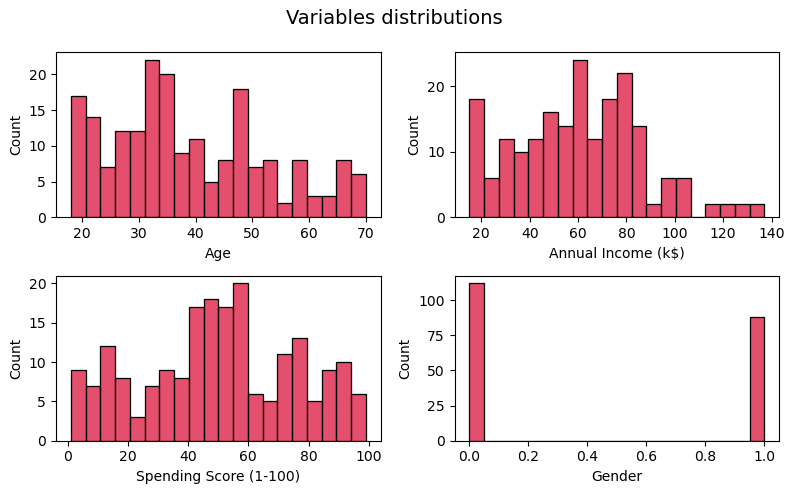 Variables distributions
Count
20
15
10
5
0
20 30 40 50 60 70
Age
Count
20
10
0
20 40 60 80 100 120 140
Annual Income (k$)
Count
20
15
10
5
0
0 20 40 60 80 100
Spending Score (1-100)
Count
100
75
50
25
0
0.0 0.2 0.4 0.6 0.8 1.0
Gender